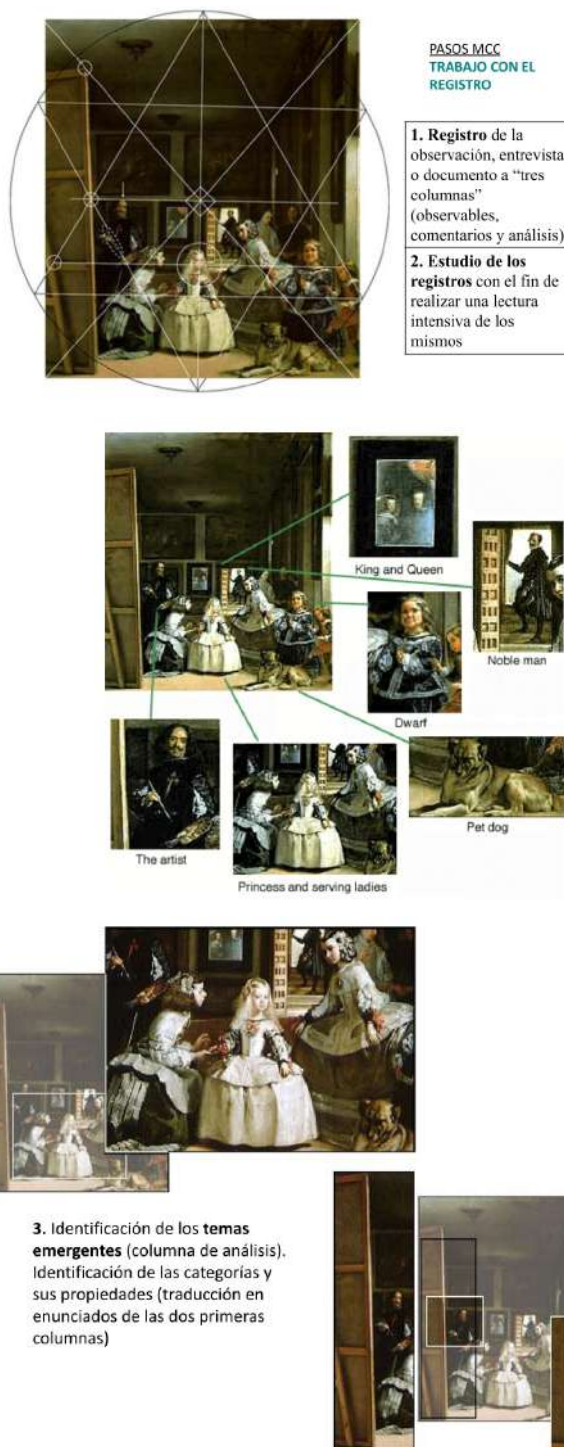 PASOS MCC
TRABAJO CON EL
REGISTRO
1. Registro de la
observación, entrevista
o documento a “tres
columnas”
(observables,
comentarios y análisis)
2. Estudio de los
registros con el fin de
realizar una lectura
intensiva de los
mismos
King and Queen
Noble man
Dwarf
Pet dog
The artist
Princess and serving ladies
3. Identificación de los temas
emergentes (columna de análisis).
Identificación de las categorías y
sus propiedades (traducción en
enunciados de las dos primeras
columnas)